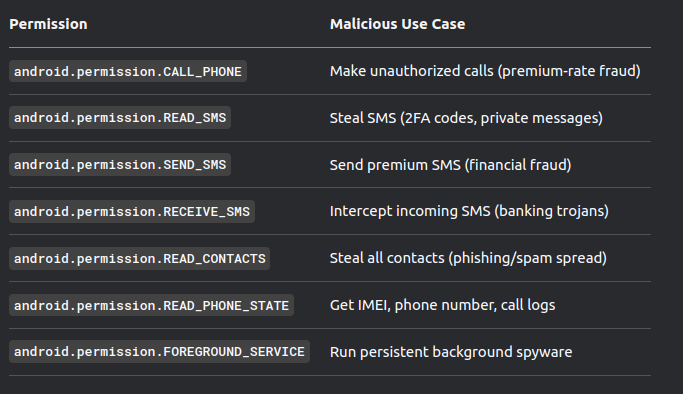 Permission Malicious Use Case
android.permission.CALL_PHONE Make unauthorized calls (premium-rate fraud)
android.permission.READ_SMS Steal SMS (2FA codes, private messages)
android.permission.SEND_SMS Send premium SMS (financial fraud)
android.permission.RECEIVE_SMS Intercept incoming SMS (banking trojans)
android.permission.READ_CONTACTS Steal all contacts (phishing/spam spread)
android.permission.READ_PHONE_STATE Get IMEI, phone number, call logs
android.permission.FOREGROUND_SERVICE Run persistent background spyware